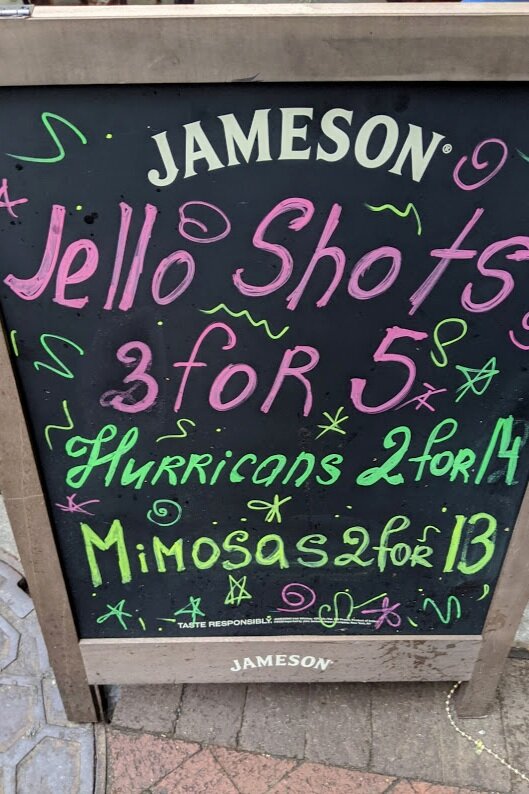 JAMESON®
Jello Shots
3 foR 5
HuRRicans 2 foR 14
MiMosas 2 foR 13
TASTE RESPONSIBLY.
JAMESON